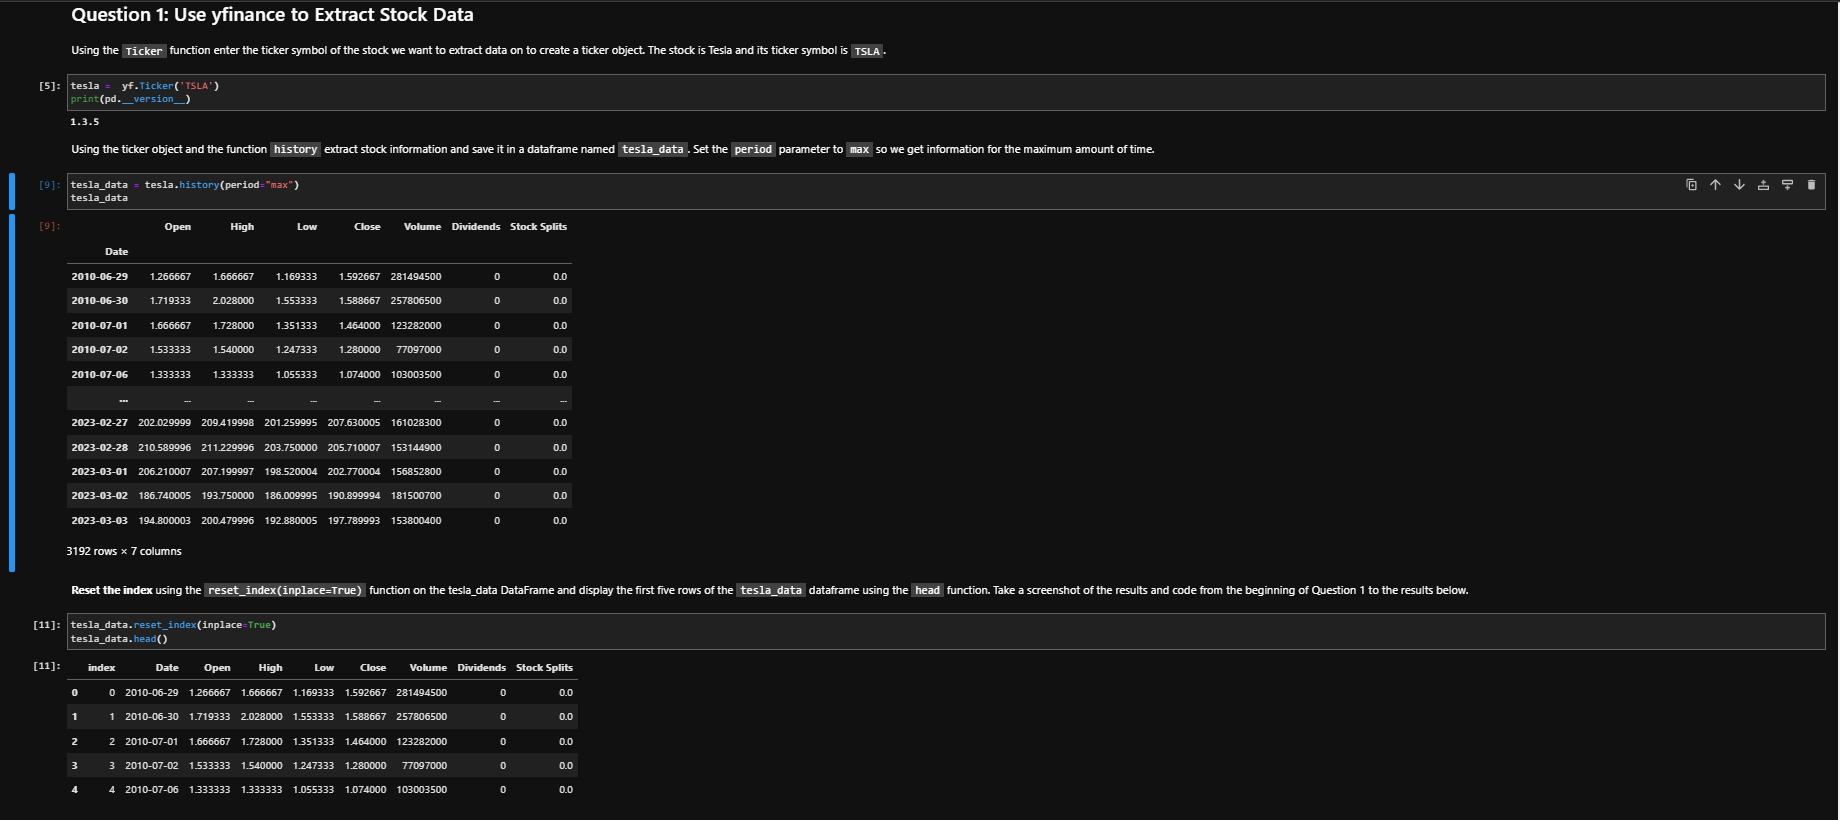 Question 1: Use yfinance to Extract Stock Data
Using the Ticker function enter the ticker symbol of the stock we want to extract data on to create a ticker object. The stock is Tesla and its ticker symbol is TSLA.
[5]: tesla = yf.Ticker('TSLA')
print(pd.__version__)
1.3.5
Using the ticker object and the function history extract stock information and save it in a dataframe named tesla_data. Set the period parameter to max so we get information for the maximum amount of time.
[9]: tesla_data = tesla.history(period="max")
tesla_data
[9]: Open High Low Close Volume Dividends Stock Splits
Date
2010-06-29 1.266667 1.666667 1.169333 1.592667 281494500 0 0.0
2010-06-30 1.719333 2.028000 1.553333 1.588667 257806500 0 0.0
2010-07-01 1.666667 1.728000 1.351333 1.464000 123282000 0 0.0
2010-07-02 1.533333 1.540000 1.247333 1.280000 77097000 0 0.0
2010-07-06 1.333333 1.333333 1.055333 1.074000 103003500 0 0.0
... ... ... ... ... ... ... ...
2023-02-27 202.029999 209.419998 201.259995 207.630005 161028300 0 0.0
2023-02-28 210.589996 211.229996 203.750000 205.710007 153144900 0 0.0
2023-03-01 206.210007 207.199997 198.520004 202.770004 156852800 0 0.0
2023-03-02 186.740005 193.750000 186.009995 190.899994 181500700 0 0.0
2023-03-03 194.800003 200.479996 192.880005 197.789993 153800400 0 0.0
3192 rows × 7 columns
Reset the index using the reset_index(inplace=True) function on the tesla_data DataFrame and display the first five rows of the tesla_data dataframe using the head function. Take a screenshot of the results and code from the beginning of Question 1 to the results below.
[11]: tesla_data.reset_index(inplace=True)
tesla_data.head()
[11]: index Date Open High Low Close Volume Dividends Stock Splits
0 0 2010-06-29 1.266667 1.666667 1.169333 1.592667 281494500 0 0.0
1 1 2010-06-30 1.719333 2.028000 1.553333 1.588667 257806500 0 0.0
2 2 2010-07-01 1.666667 1.728000 1.351333 1.464000 123282000 0 0.0
3 3 2010-07-02 1.533333 1.540000 1.247333 1.280000 77097000 0 0.0
4 4 2010-07-06 1.333333 1.333333 1.055333 1.074000 103003500 0 0.0